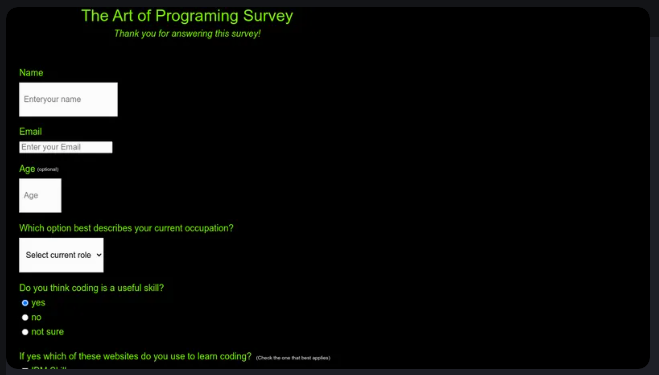 The Art of Programing Survey
Thank you for answering this survey!
Name
Enteryour name
Email
Enter your Email
Age (optional)
Age
Which option best describes your current occupation?
Select current role
Do you think coding is a useful skill?
yes
no
not sure
If yes which of these websites do you use to learn coding? (Check the one that best applies)